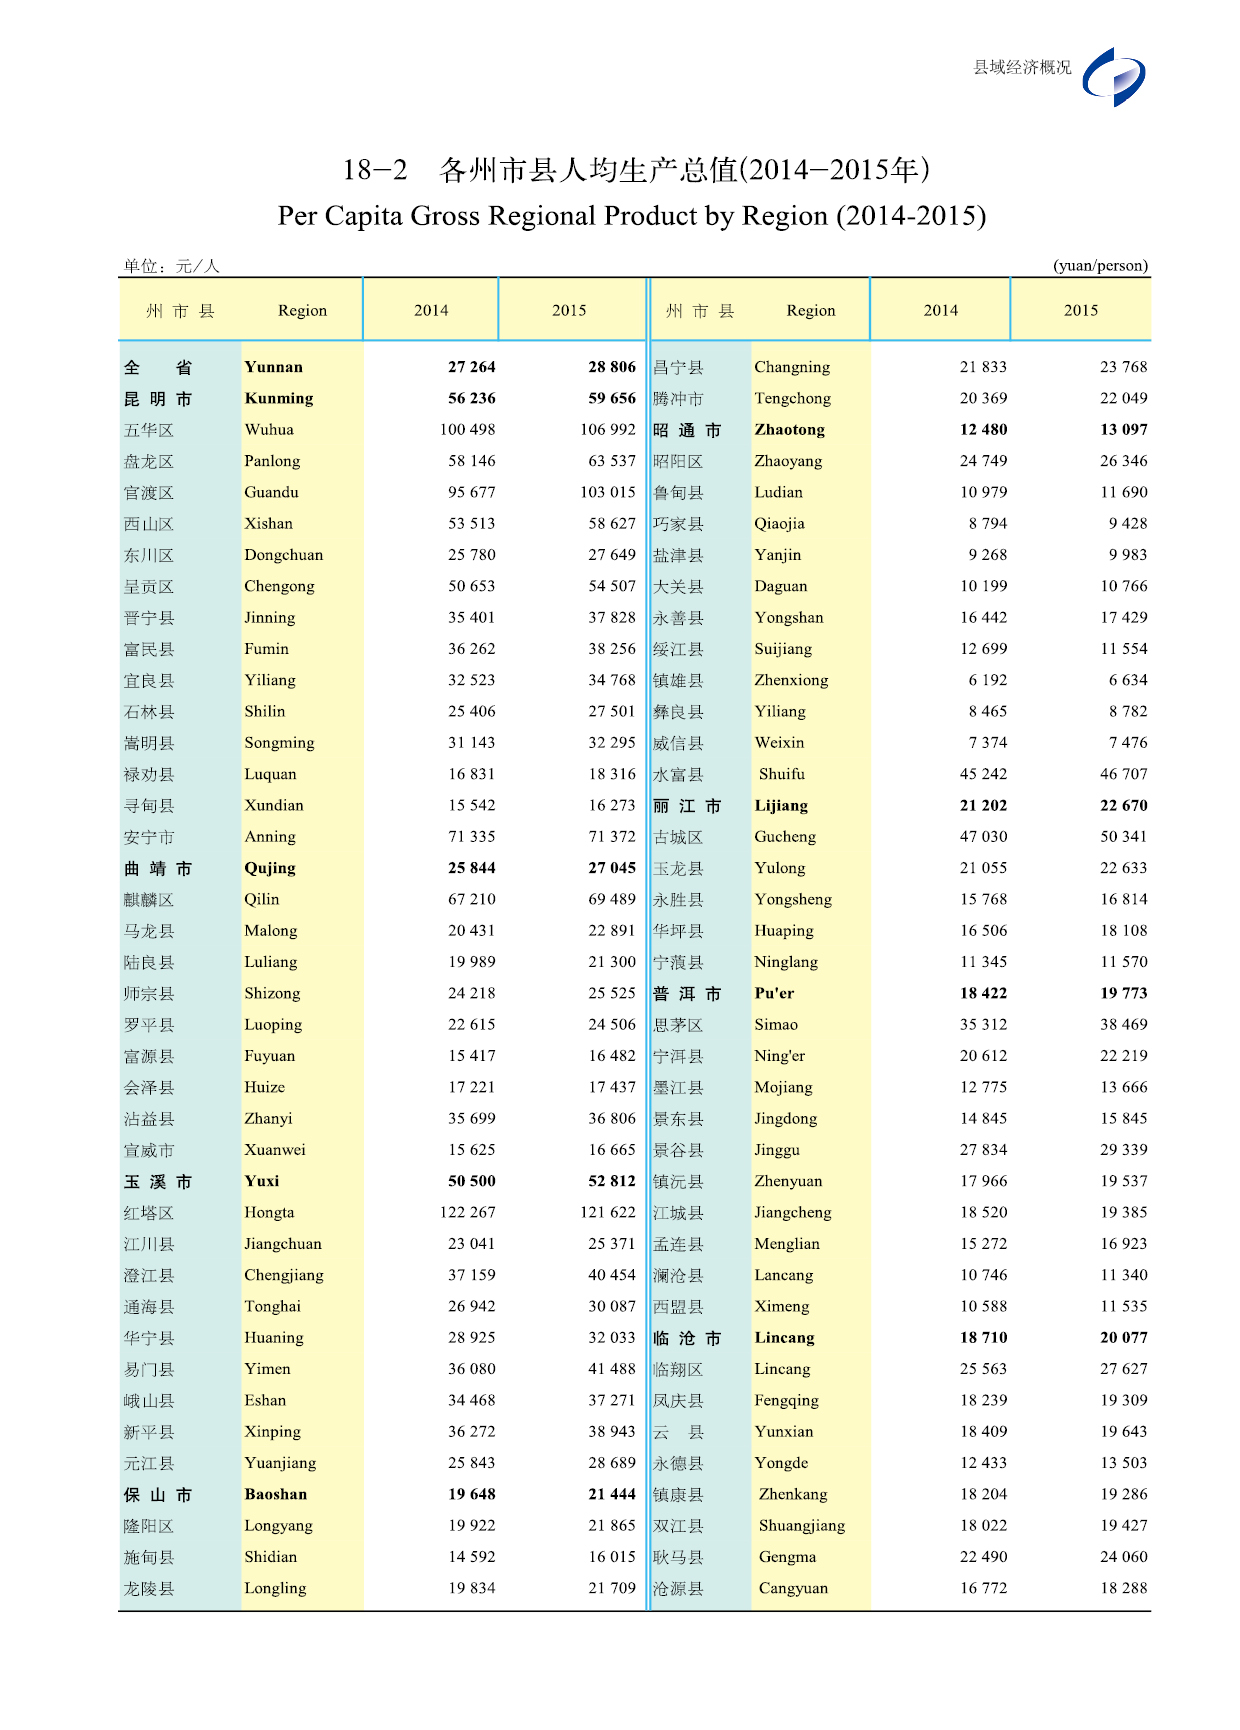 县域经济概况
18-2 各州市县人均生产总值(2014-2015年)
Per Capita Gross Regional Product by Region (2014-2015)
单位：元/人 (yuan/person)
州 市 县 Region 2014 2015 州 市 县 Region 2014 2015
全 省 Yunnan 27 264 28 806 昌宁县 Changning 21 833 23 768
昆 明 市 Kunming 56 236 59 656 腾冲市 Tengchong 20 369 22 049
五华区 Wuhua 100 498 106 992 昭 通 市 Zhaotong 12 480 13 097
盘龙区 Panlong 58 146 63 537 昭阳区 Zhaoyang 24 749 26 346
官渡区 Guandu 95 677 103 015 鲁甸县 Ludian 10 979 11 690
西山区 Xishan 53 513 58 627 巧家县 Qiaojia 8 794 9 428
东川区 Dongchuan 25 780 27 649 盐津县 Yanjin 9 268 9 983
呈贡区 Chengong 50 653 54 507 大关县 Daguan 10 199 10 766
晋宁县 Jinning 35 401 37 828 永善县 Yongshan 16 442 17 429
富民县 Fumin 36 262 38 256 绥江县 Suijiang 12 699 11 554
宜良县 Yiliang 32 523 34 768 镇雄县 Zhenxiong 6 192 6 634
石林县 Shilin 25 406 27 501 彝良县 Yiliang 8 465 8 782
嵩明县 Songming 31 143 32 295 威信县 Weixin 7 374 7 476
禄劝县 Luquan 16 831 18 316 水富县 Shuifu 45 242 46 707
寻甸县 Xundian 15 542 16 273 丽 江 市 Lijiang 21 202 22 670
安宁市 Anning 71 335 71 372 古城区 Gucheng 47 030 50 341
曲 靖 市 Qujing 25 844 27 045 玉龙县 Yulong 21 055 22 633
麒麟区 Qilin 67 210 69 489 永胜县 Yongsheng 15 768 16 814
马龙县 Malong 20 431 22 891 华坪县 Huaping 16 506 18 108
陆良县 Luliang 19 989 21 300 宁蒗县 Ninglang 11 345 11 570
师宗县 Shizong 24 218 25 525 普 洱 市 Pu'er 18 422 19 773
罗平县 Luoping 22 615 24 506 思茅区 Simao 35 312 38 469
富源县 Fuyuan 15 417 16 482 宁洱县 Ning'er 20 612 22 219
会泽县 Huize 17 221 17 437 墨江县 Mojiang 12 775 13 666
沾益县 Zhanyi 35 699 36 806 景东县 Jingdong 14 845 15 845
宣威市 Xuanwei 15 625 16 665 景谷县 Jinggu 27 834 29 339
玉 溪 市 Yuxi 50 500 52 812 镇沅县 Zhenyuan 17 966 19 537
红塔区 Hongta 122 267 121 622 江城县 Jiangcheng 18 520 19 385
江川县 Jiangchuan 23 041 25 371 孟连县 Menglian 15 272 16 923
澄江县 Chengjiang 37 159 40 454 澜沧县 Lancang 10 746 11 340
通海县 Tonghai 26 942 30 087 西盟县 Ximeng 10 588 11 535
华宁县 Huaning 28 925 32 033 临 沧 市 Lincang 18 710 20 077
易门县 Yimen 36 080 41 488 临翔区 Lincang 25 563 27 627
峨山县 Eshan 34 468 37 271 凤庆县 Fengqing 18 239 19 309
新平县 Xinping 36 272 38 943 云 县 Yunxian 18 409 19 643
元江县 Yuanjiang 25 843 28 689 永德县 Yongde 12 433 13 503
保 山 市 Baoshan 19 648 21 444 镇康县 Zhenkang 18 204 19 286
隆阳区 Longyang 19 922 21 865 双江县 Shuangjiang 18 022 19 427
施甸县 Shidian 14 592 16 015 耿马县 Gengma 22 490 24 060
龙陵县 Longling 19 834 21 709 沧源县 Cangyuan 16 772 18 288